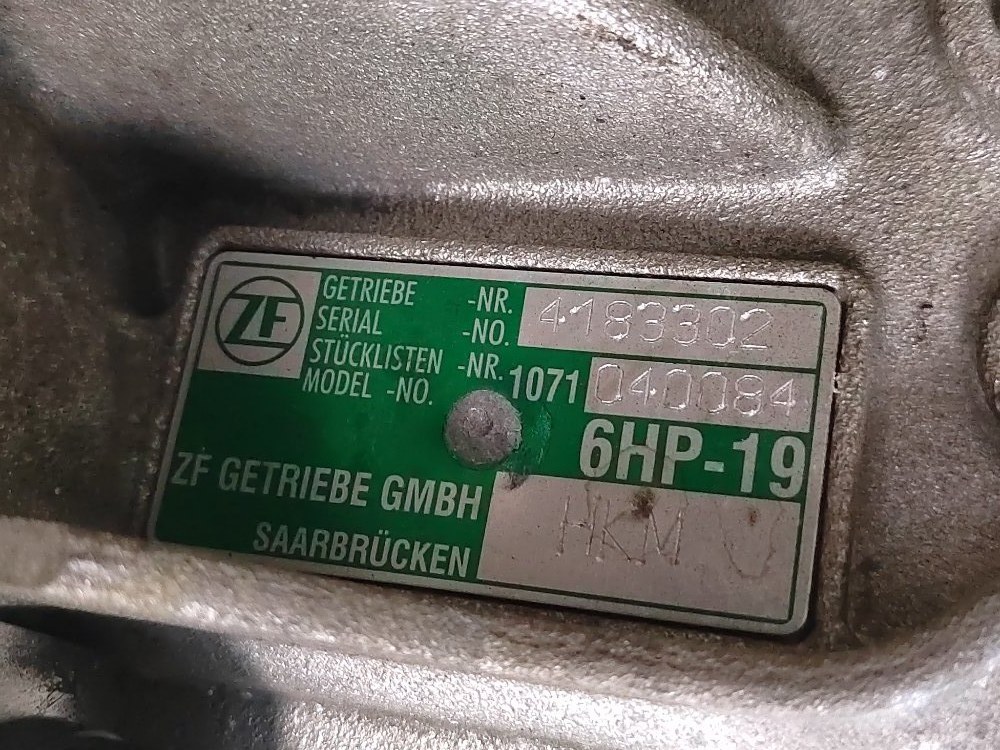 ZF
GETRIEBE -NR. 4183302
SERIAL -NO.
STÜCKLISTEN -NR. 1071 040084
MODEL -NO.
6HP-19
ZF GETRIEBE GMBH
SAARBRÜCKEN
HKM U